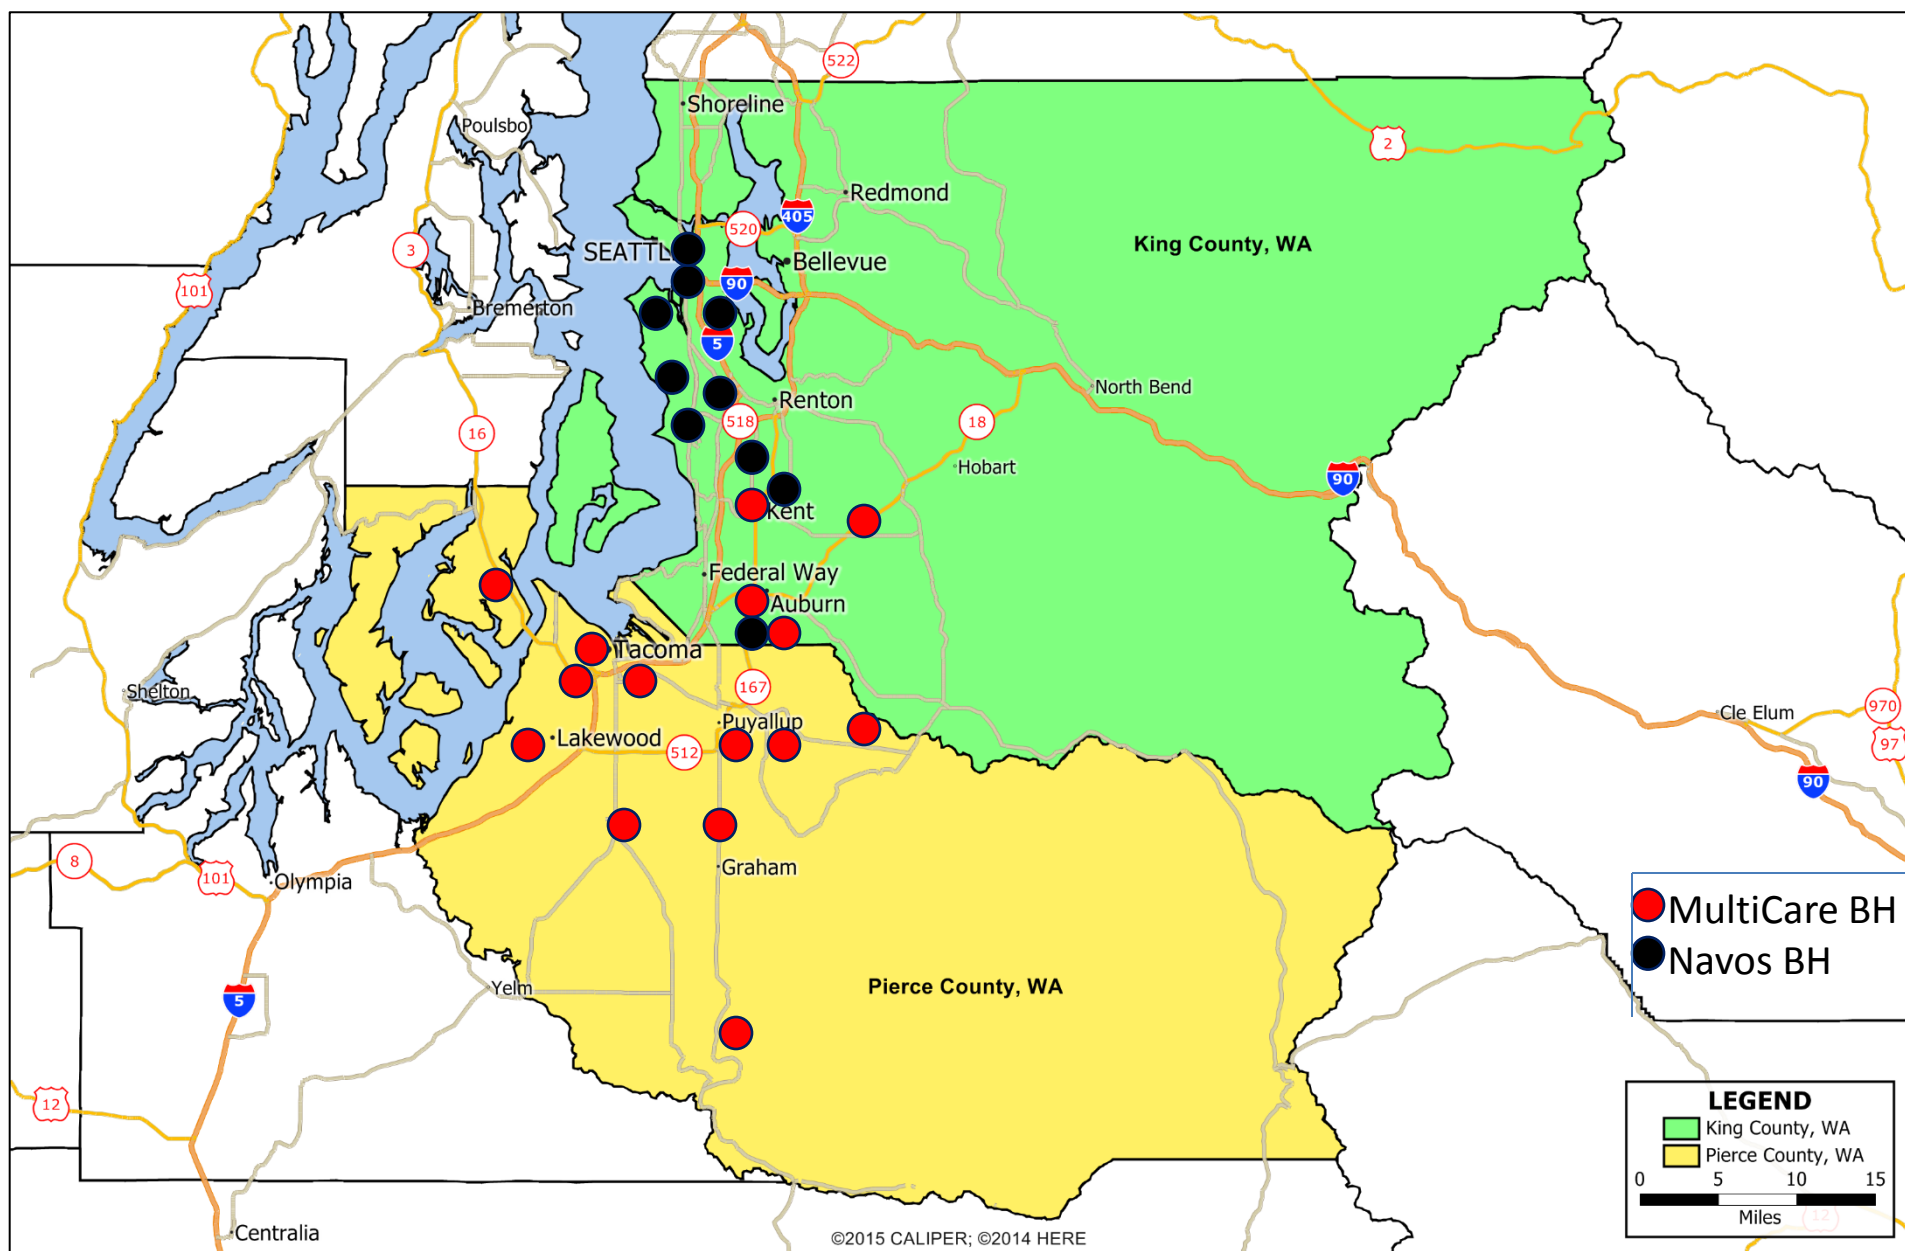 522
Shoreline
Poulsbo
2
Redmond
405
520
3
SEATTL
King County, WA
Bellevue
101
90
Bremerton
5
North Bend
Renton
518
18
16
Hobart
90
Kent
Federal Way
Auburn
Tacoma
167
Shelton
970
Cle Elum
Puyallup
Lakewood
97
512
90
8
Graham
101
Olympia
MultiCare BH
Navos BH
Yelm
Pierce County, WA
5
12
LEGEND
King County, WA
Pierce County, WA
0 5 10 15
Miles
12
Centralia
©2015 CALIPER; ©2014 HERE